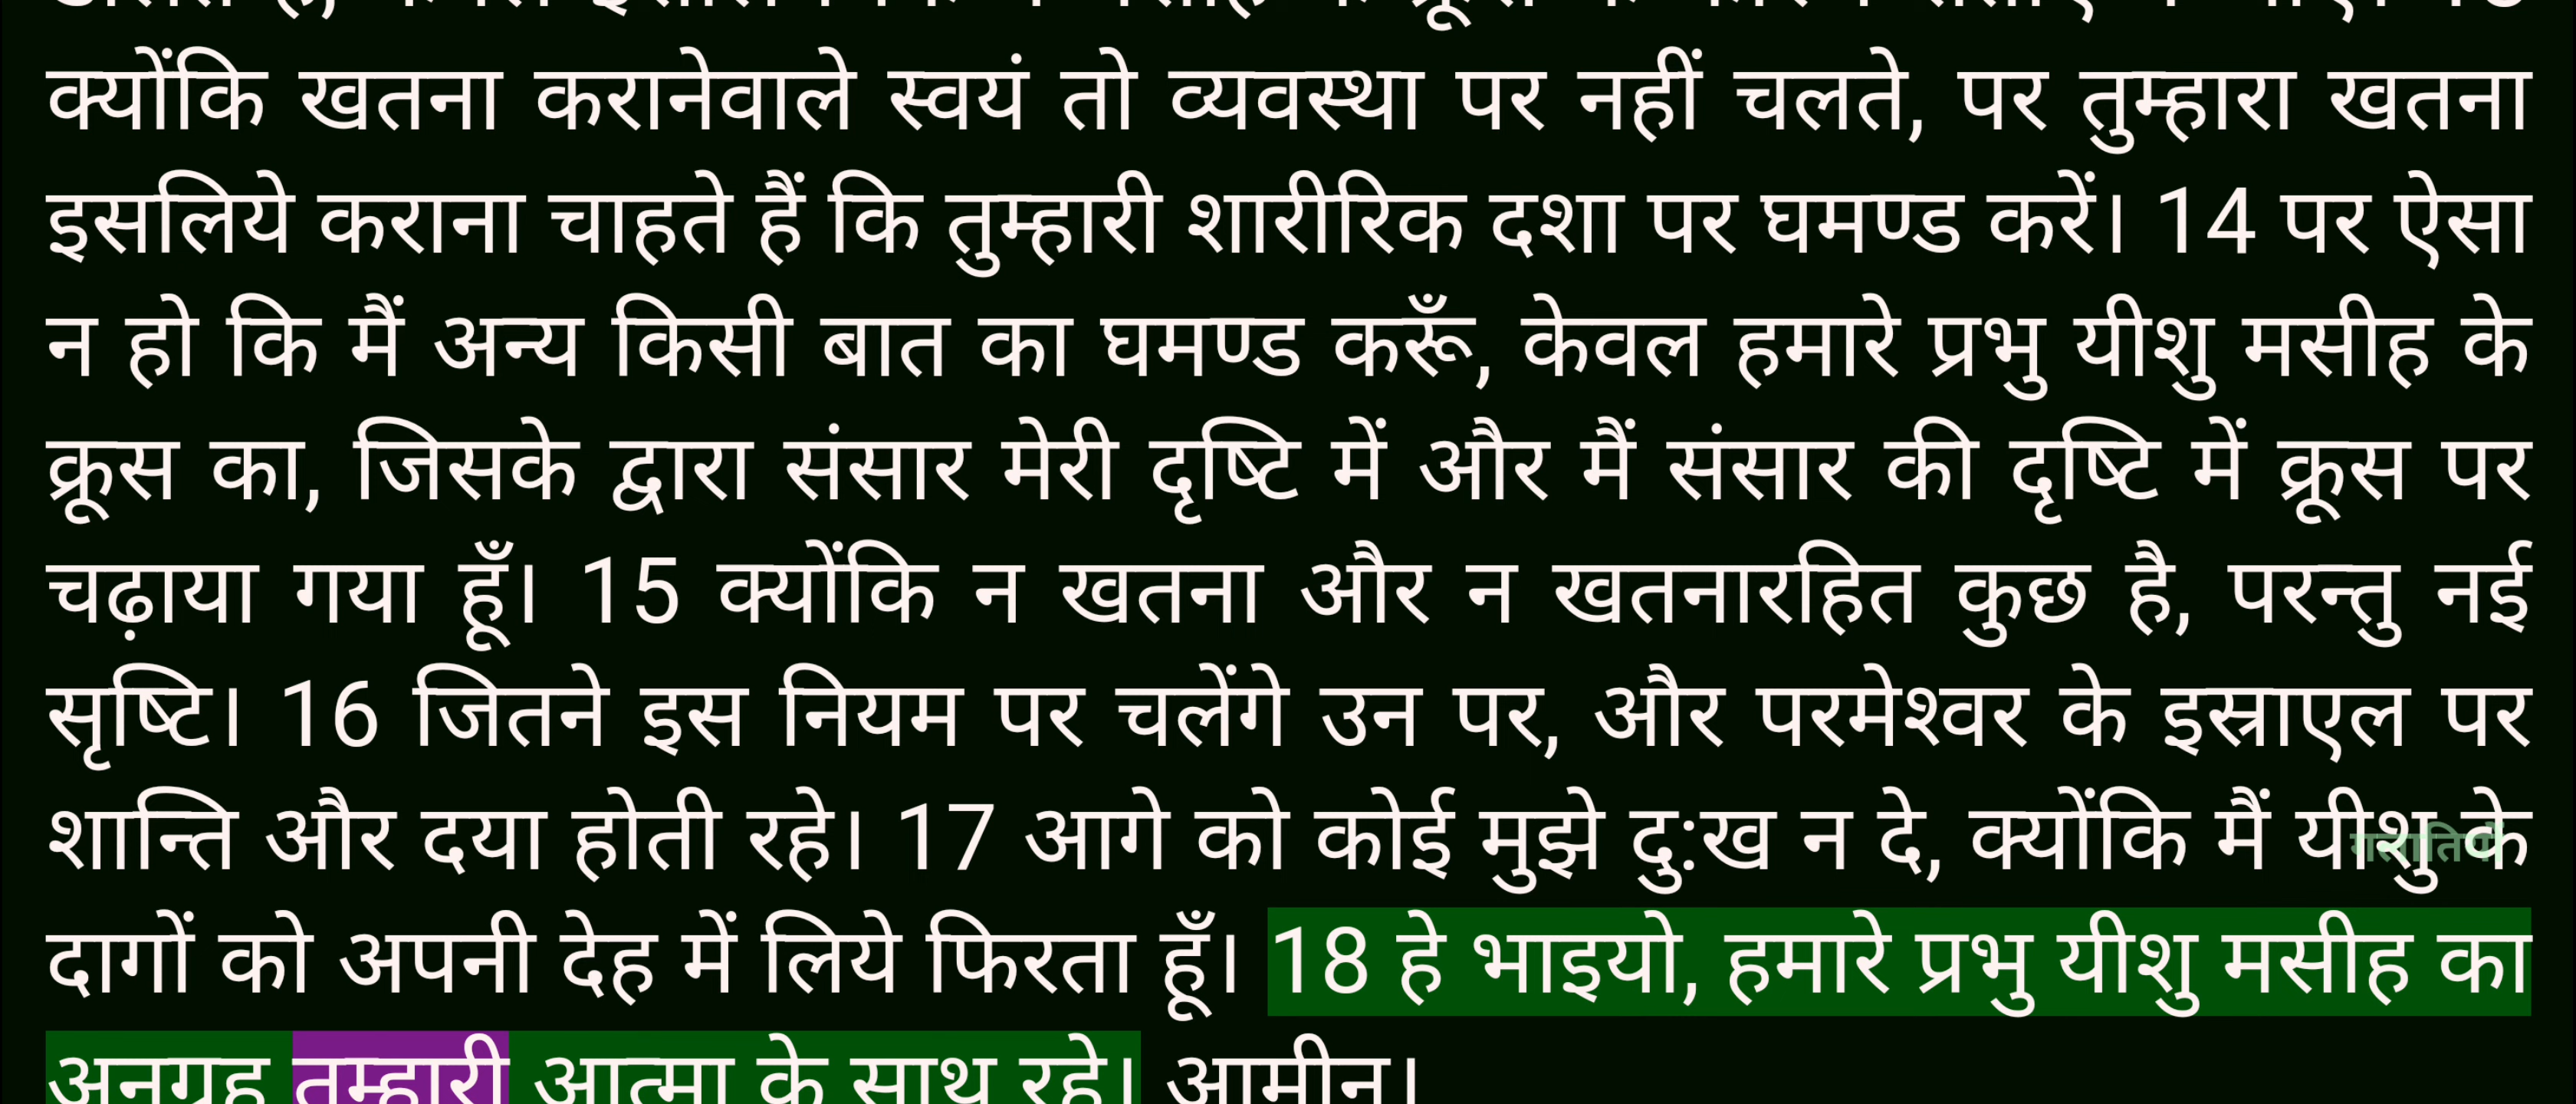 क्योंकि खतना करानेवाले स्वयं तो व्यवस्था पर नहीं चलते, पर तुम्हारा खतना
इसलिये कराना चाहते हैं कि तुम्हारी शारीरिक दशा पर घमण्ड करें। 14 पर ऐसा
न हो कि मैं अन्य किसी बात का घमण्ड करूँ, केवल हमारे प्रभु यीशु मसीह के
क्रूस का, जिसके द्वारा संसार मेरी दृष्टि में और मैं संसार की दृष्टि में क्रूस पर
चढ़ाया गया हूँ। 15 क्योंकि न खतना और न खतनारहित कुछ है, परन्तु नई
सृष्टि। 16 जितने इस नियम पर चलेंगे उन पर, और परमेश्वर के इस्राएल पर
शान्ति और दया होती रहे। 17 आगे को कोई मुझे दु:ख न दे, क्योंकि मैं यीशु के
गलातियों
दागों को अपनी देह में लिये फिरता हूँ। 18 हे भाइयो, हमारे प्रभु यीशु मसीह का
अनुग्रह तुम्हारी आत्मा के साथ रहे। आमीन।